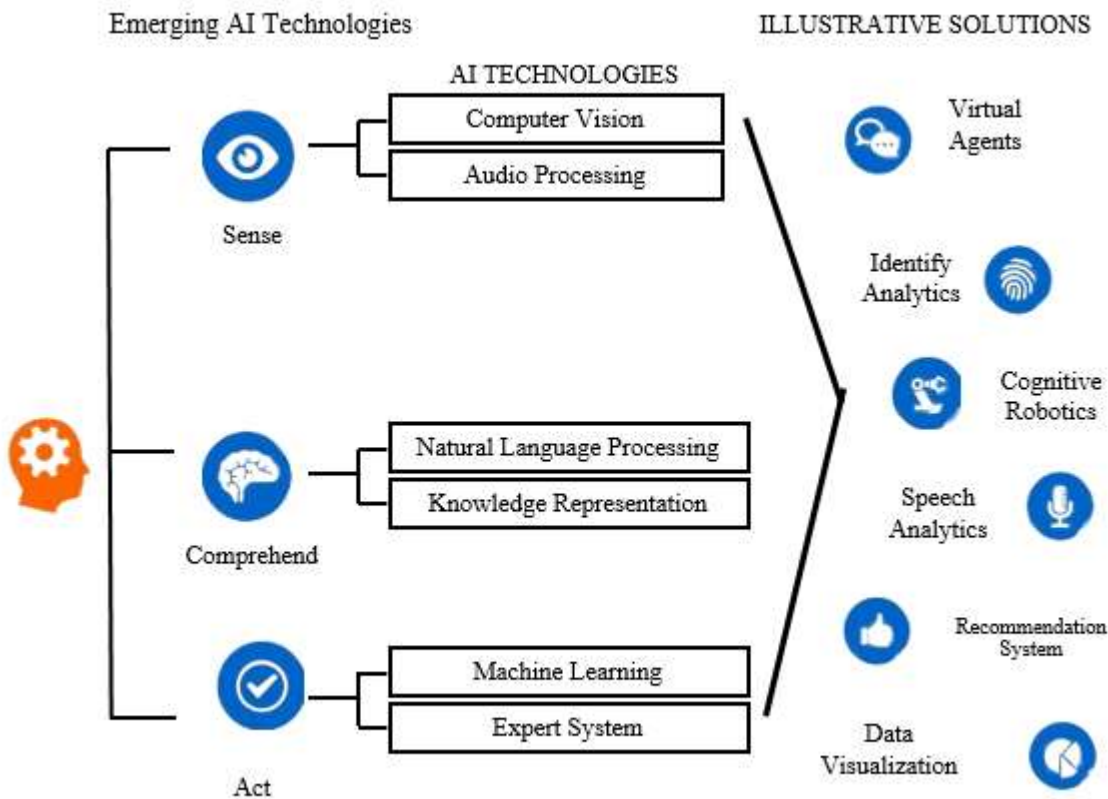 Emerging AI Technologies
ILLUSTRATIVE SOLUTIONS
AI TECHNOLOGIES
Computer Vision
Audio Processing
Sense
Natural Language Processing
Knowledge Representation
Comprehend
Machine Learning
Expert System
Act
Virtual
Agents
Identify
Analytics
Cognitive
Robotics
Speech
Analytics
Recommendation
System
Data
Visualization